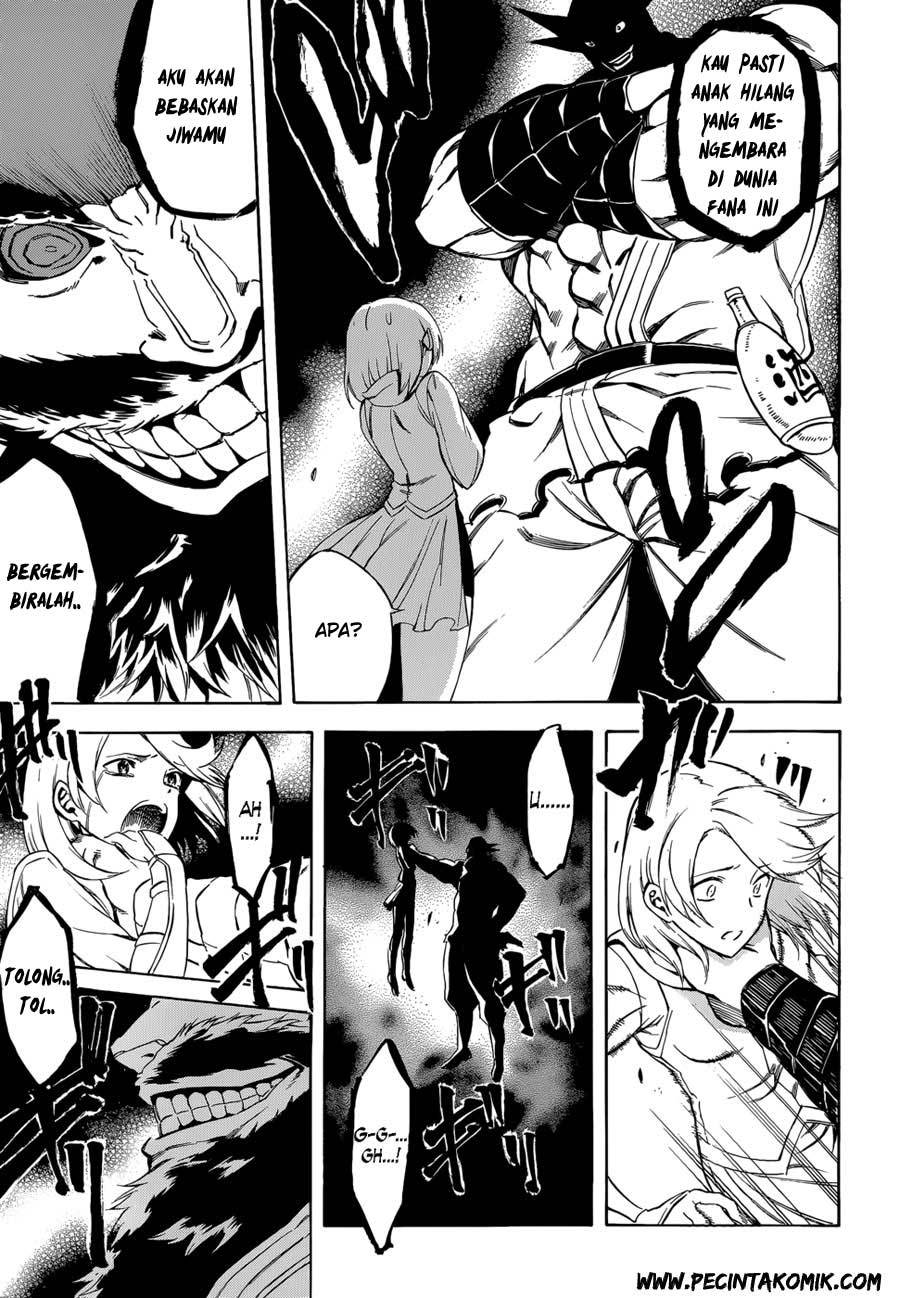 KAU PASTI
ANAK HILANG
YANG ME-
NGEMBARA
DI DUNIA
FANA INI
酒
APA?
AKU AKAN
BEBASKAN
JIWAMU
BERGEM-
BIRALAH..
U......
G-G-...
GH...!
AH
...!
TOLONG..
TOL..
WWW.PECINTAKOMIK.COM